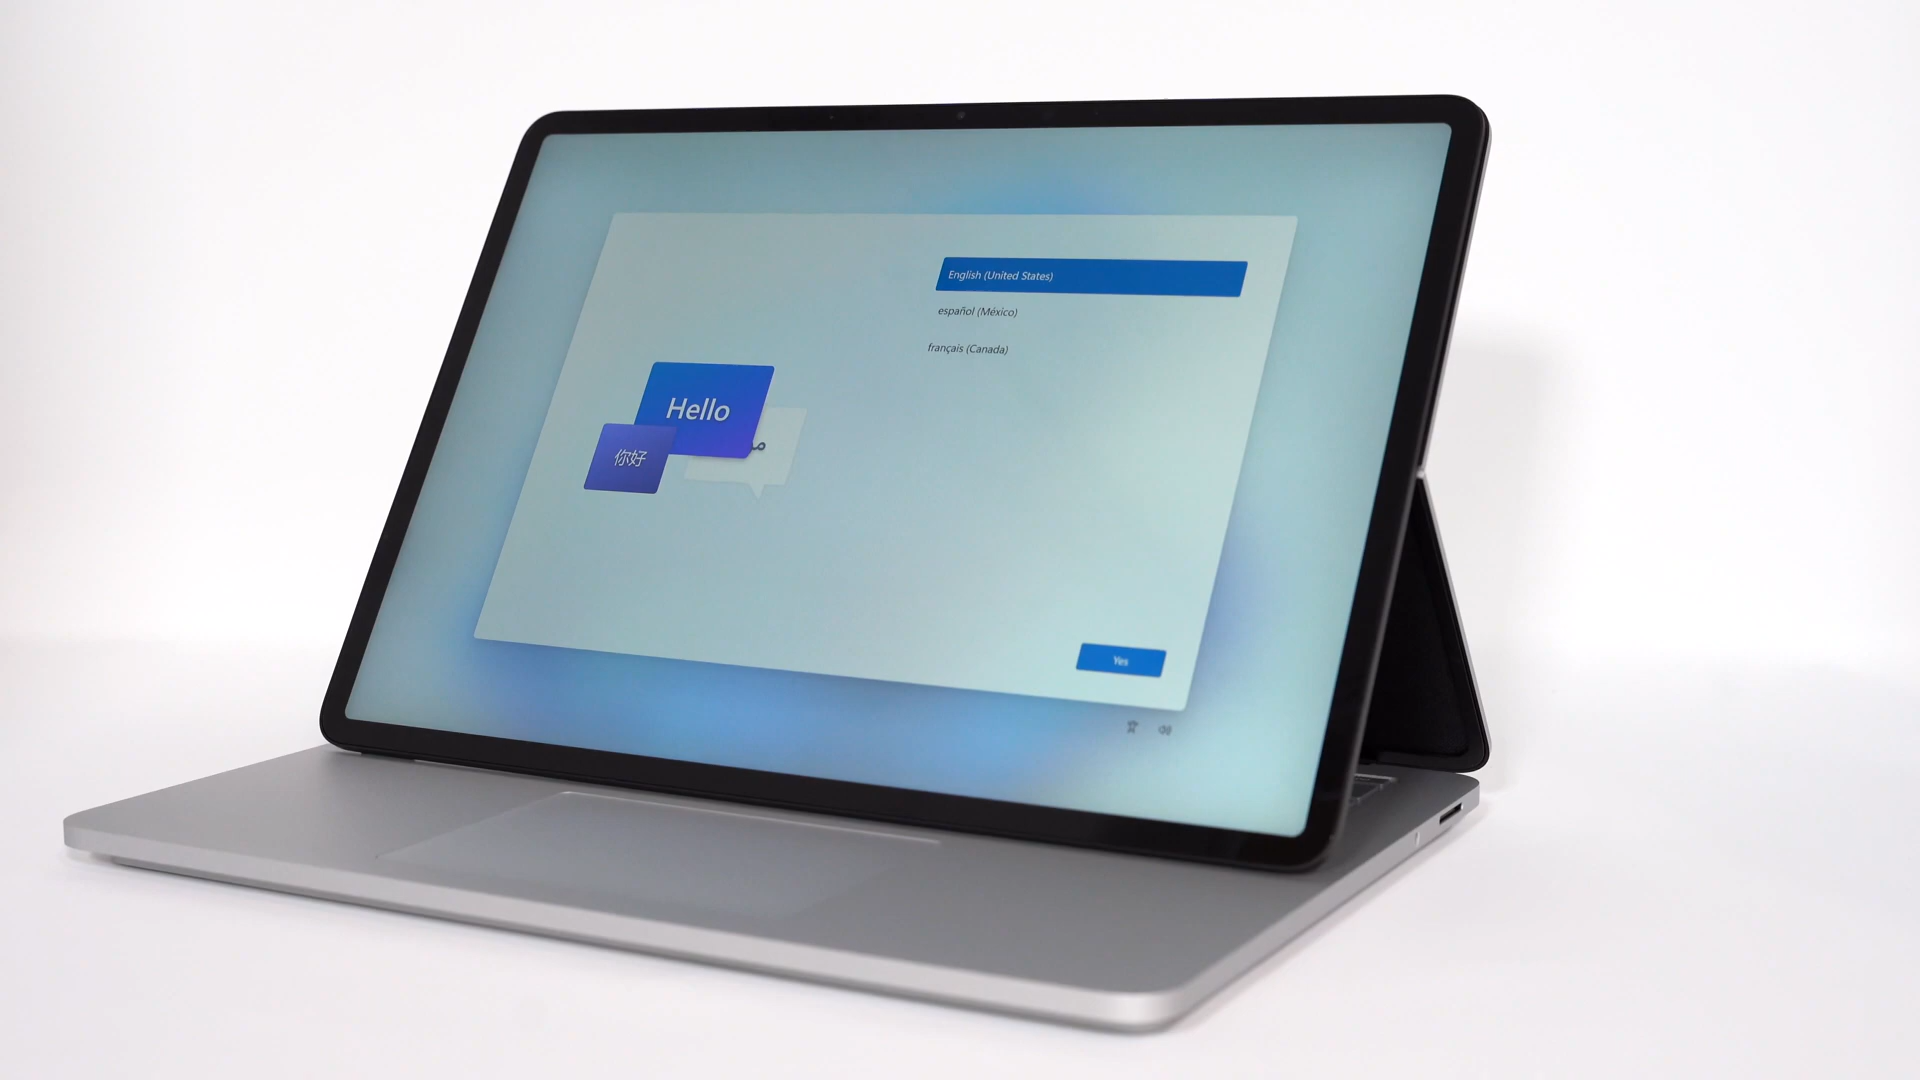 English (United States)
español (México)
français (Canada)
Hello
你好
Yes